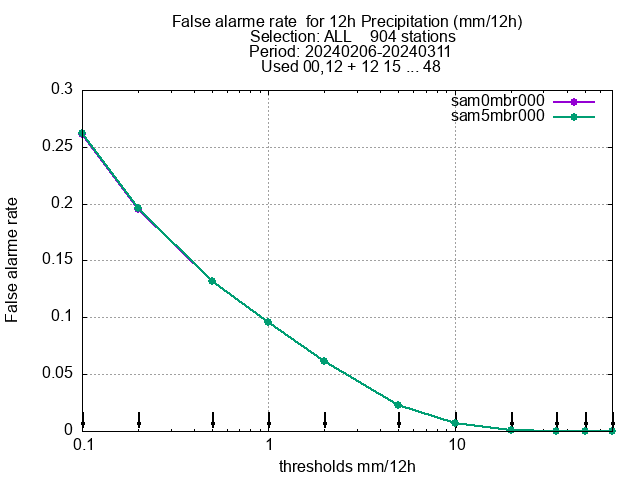 False alarme rate  for 12h Precipitation (mm/12h)
Selection: ALL    904 stations
Period: 20240206-20240311
Used 00,12 + 12 15 ... 48
sam0mbr000
sam5mbr000
0.3
0.25
0.2
0.15
0.1
0.05
0
False alarme rate
0.1
1
10
thresholds mm/12h